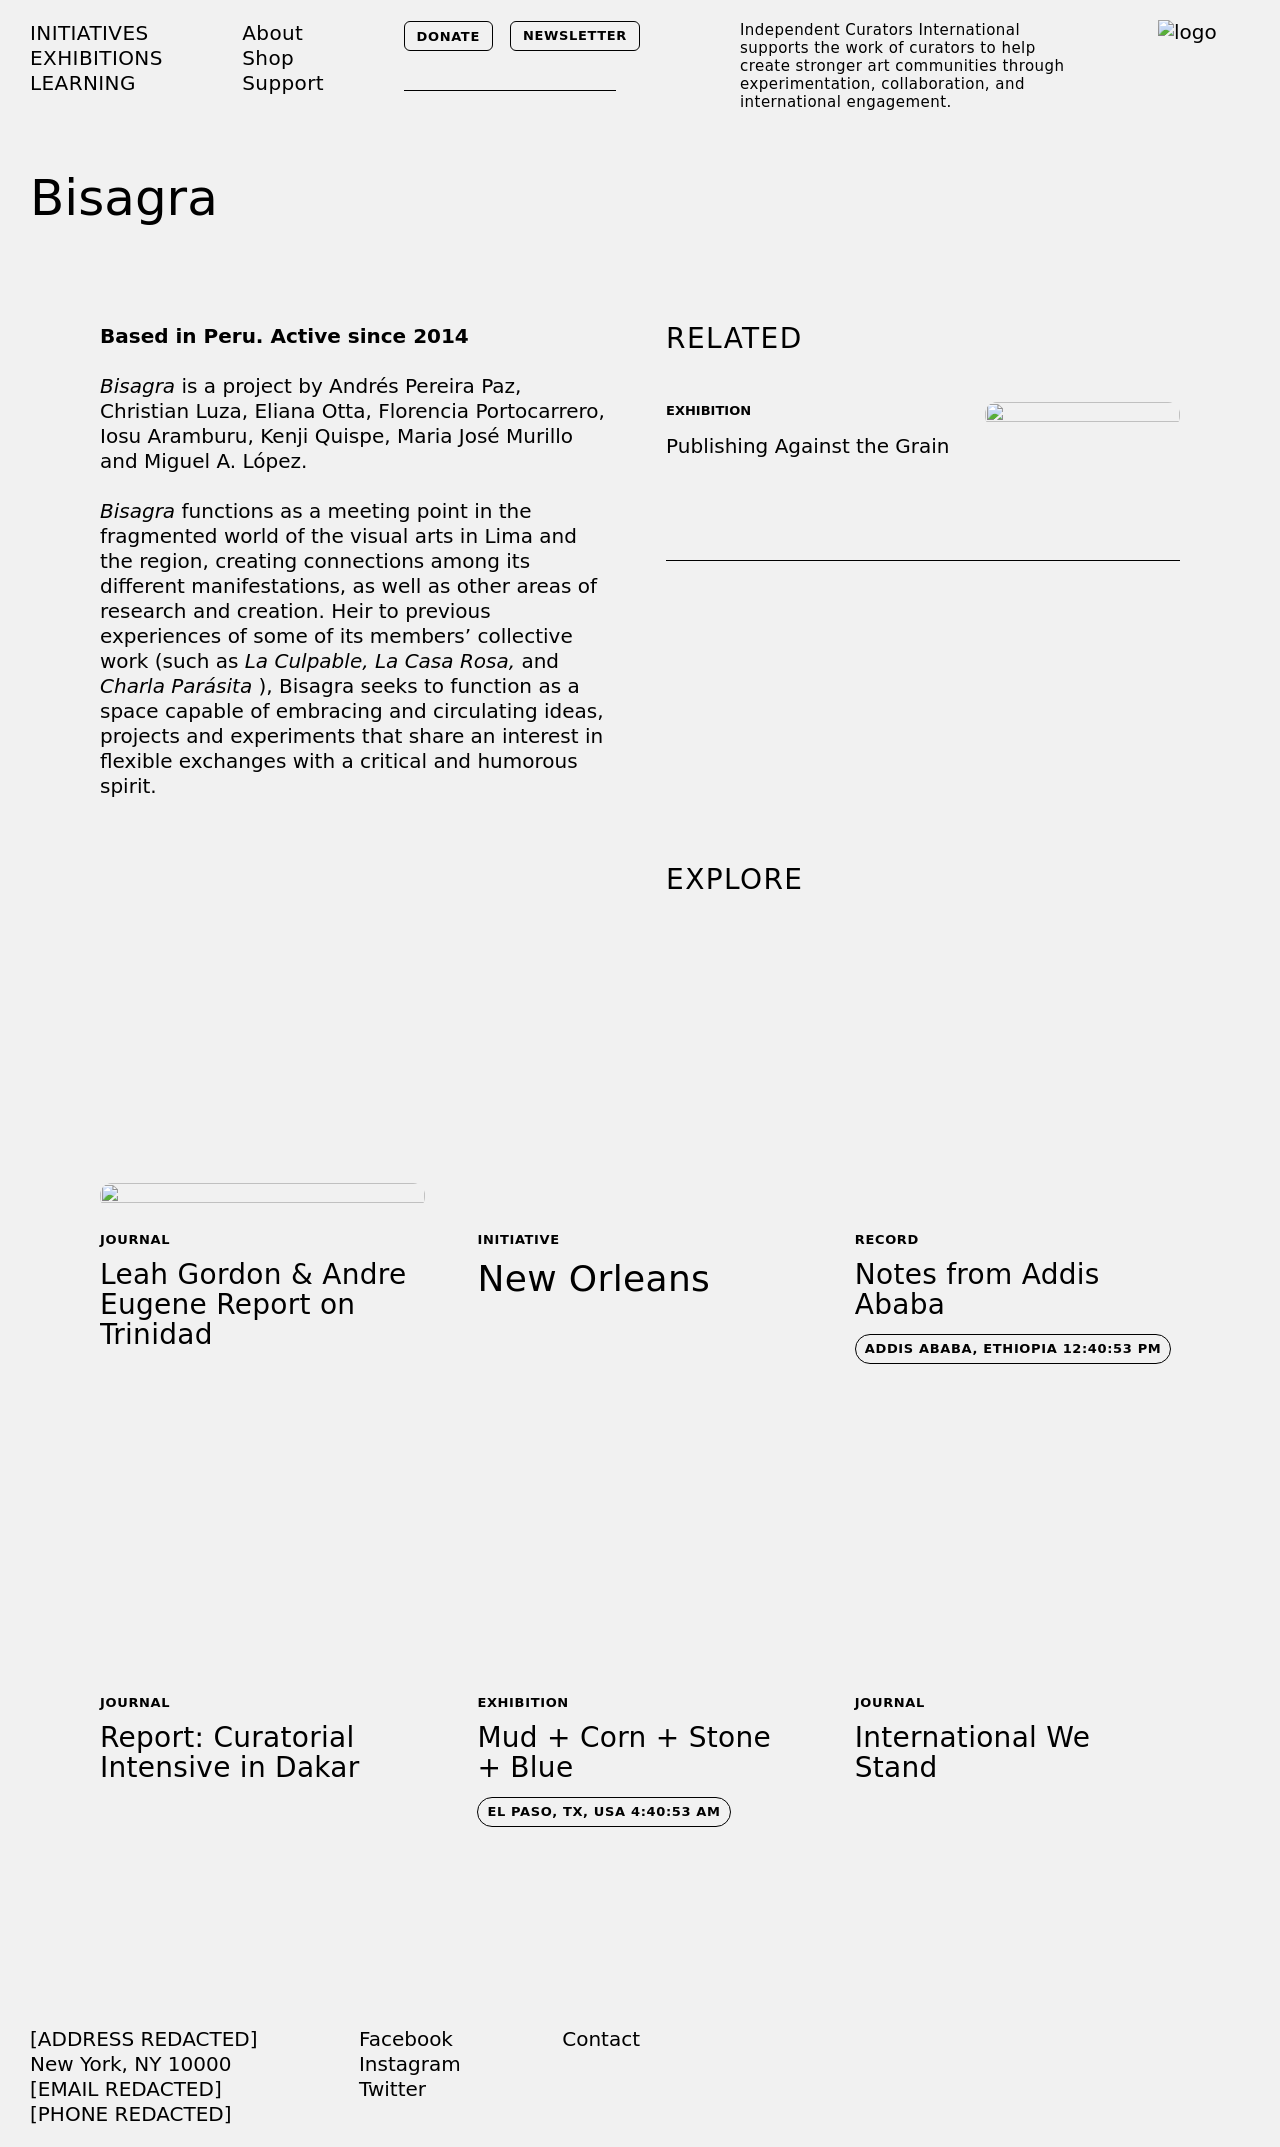 INITIATIVES
EXHIBITIONS
LEARNING
About
Shop
Support
DONATE
NEWSLETTER
Independent Curators International
supports the work of curators to help
create stronger art communities through
experimentation, collaboration, and
international engagement.
logo
Bisagra
Based in Peru. Active since 2014
Bisagra is a project by Andrés Pereira Paz,
Christian Luza, Eliana Otta, Florencia Portocarrero,
Iosu Aramburu, Kenji Quispe, Maria José Murillo
and Miguel A. López.
Bisagra functions as a meeting point in the
fragmented world of the visual arts in Lima and
the region, creating connections among its
different manifestations, as well as other areas of
research and creation. Heir to previous
experiences of some of its members’ collective
work (such as La Culpable, La Casa Rosa, and
Charla Parásita ), Bisagra seeks to function as a
space capable of embracing and circulating ideas,
projects and experiments that share an interest in
flexible exchanges with a critical and humorous
spirit.
RELATED
EXHIBITION
Publishing Against the Grain
EXPLORE
JOURNAL
Leah Gordon & Andre
Eugene Report on
Trinidad
INITIATIVE
New Orleans
RECORD
Notes from Addis
Ababa
ADDIS ABABA, ETHIOPIA 12:40:53 PM
JOURNAL
Report: Curatorial
Intensive in Dakar
EXHIBITION
Mud + Corn + Stone
+ Blue
EL PASO, TX, USA 4:40:53 AM
JOURNAL
International We
Stand
[ADDRESS REDACTED]
New York, NY 10000
[EMAIL REDACTED]
[PHONE REDACTED]
Facebook
Instagram
Twitter
Contact